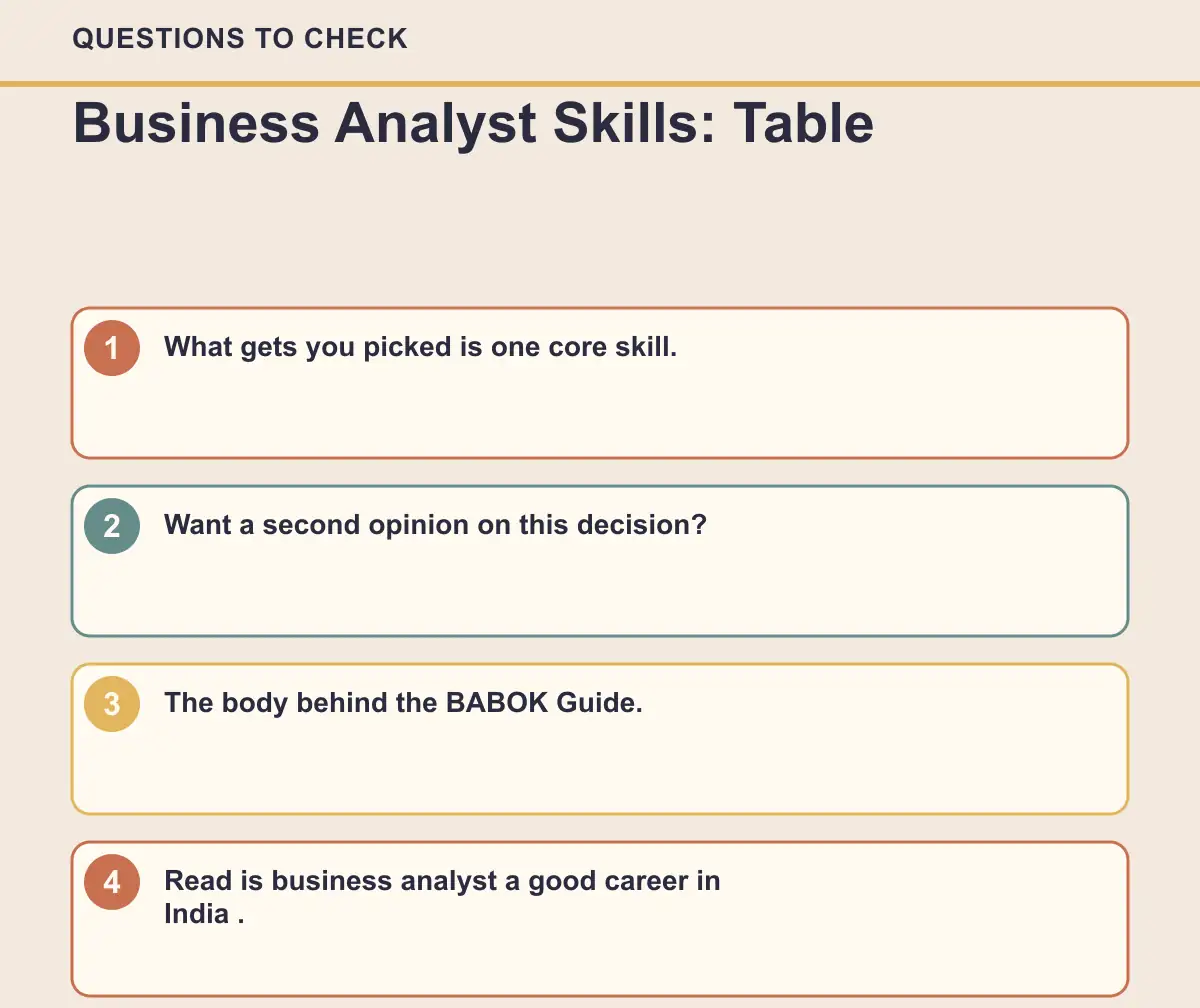 QUESTIONS TO CHECK
Business Analyst Skills: Table
1
What gets you picked is one core skill.
2
Want a second opinion on this decision?
3
The body behind the BABOK Guide.
4
Read is business analyst a good career in
India .